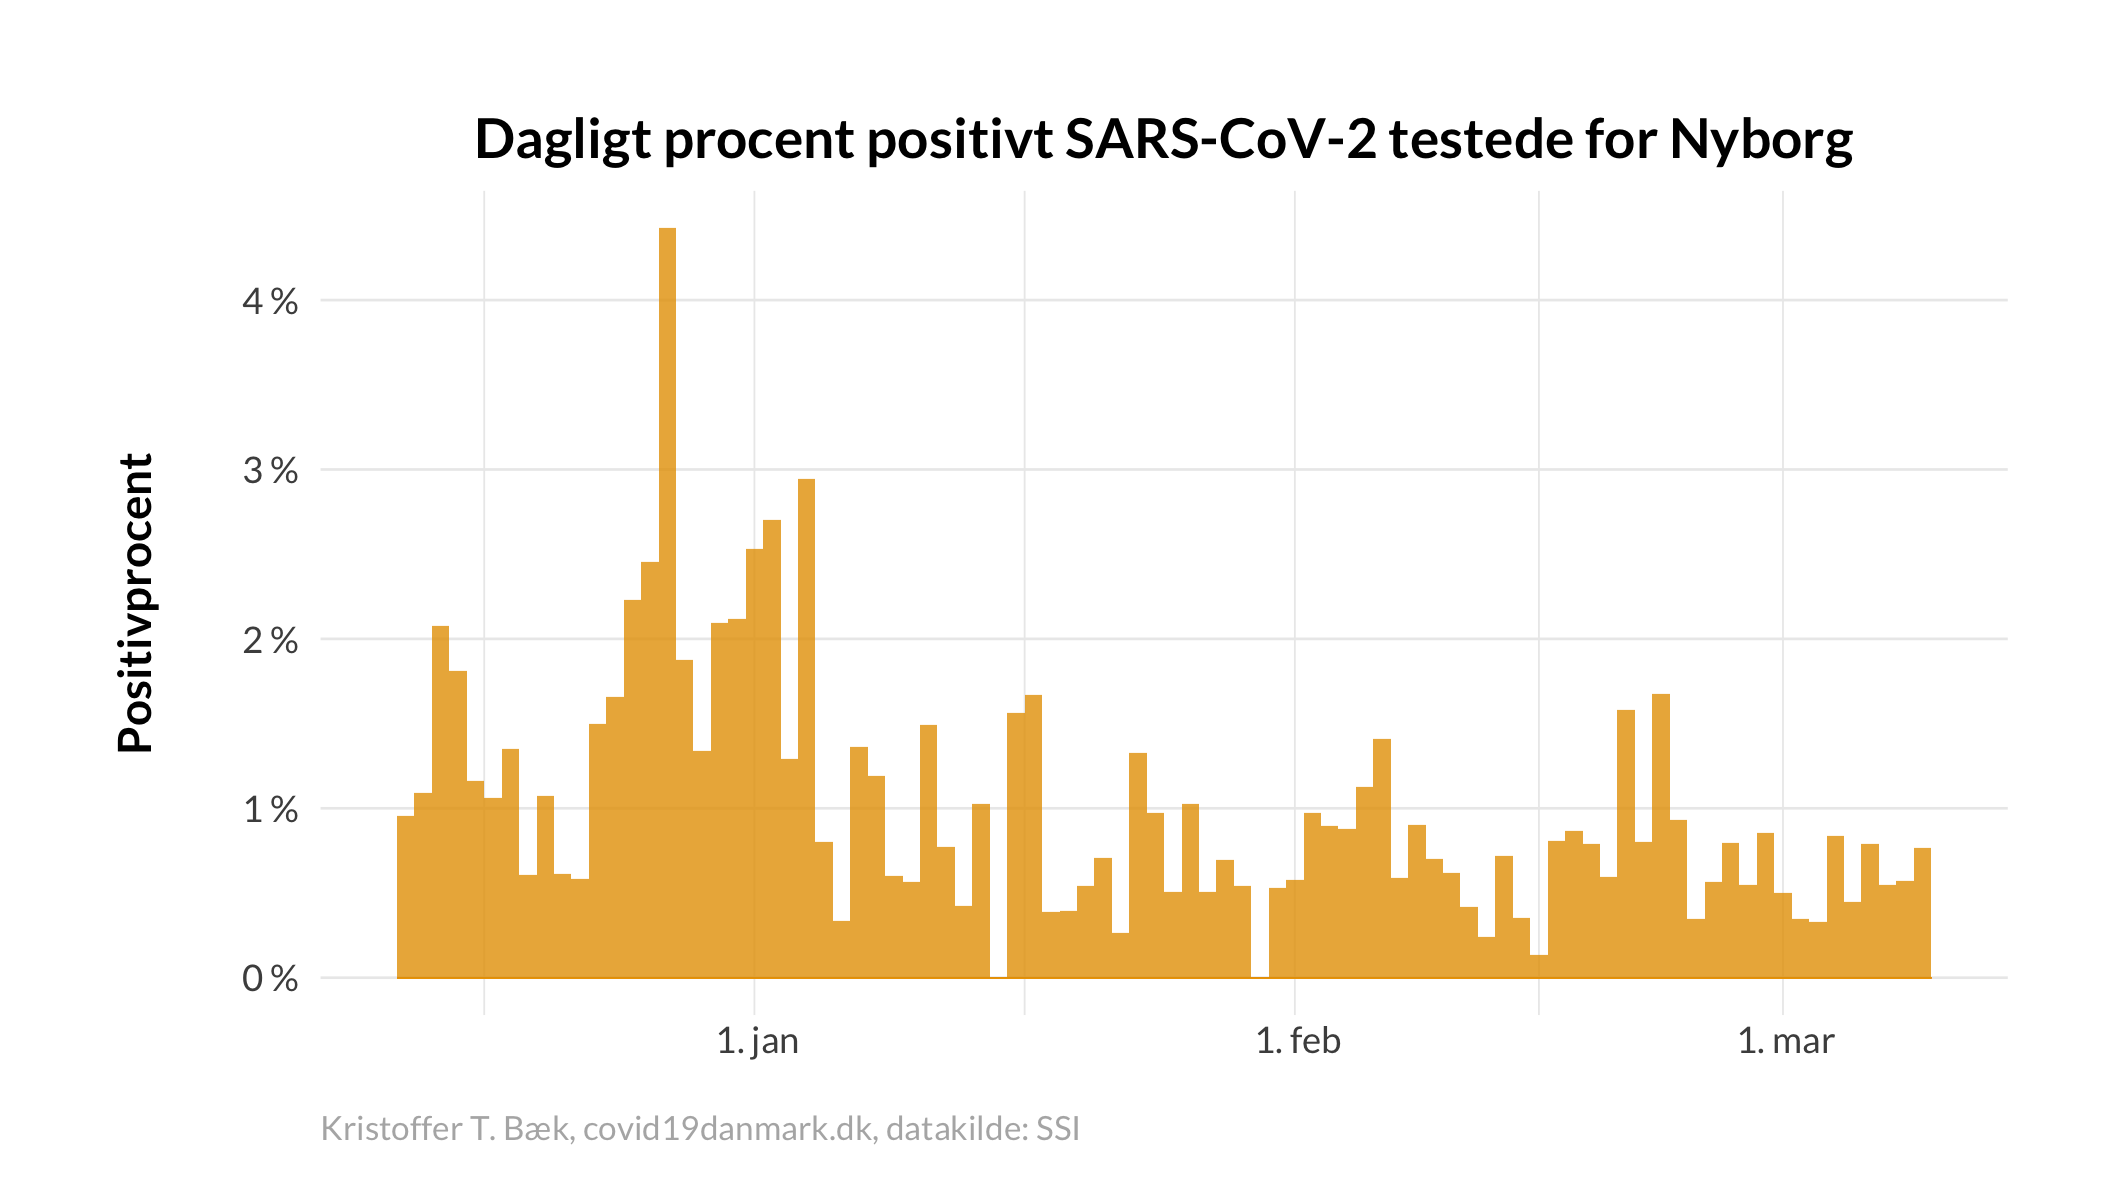 Dagligt procent positivt SARS-CoV-2 testede for Nyborg
Positivprocent
4 %
3 %
2 %
1 %
0 %
1. jan
1. feb
1. mar
Kristoffer T. Bæk, covid19danmark.dk, datakilde: SSI